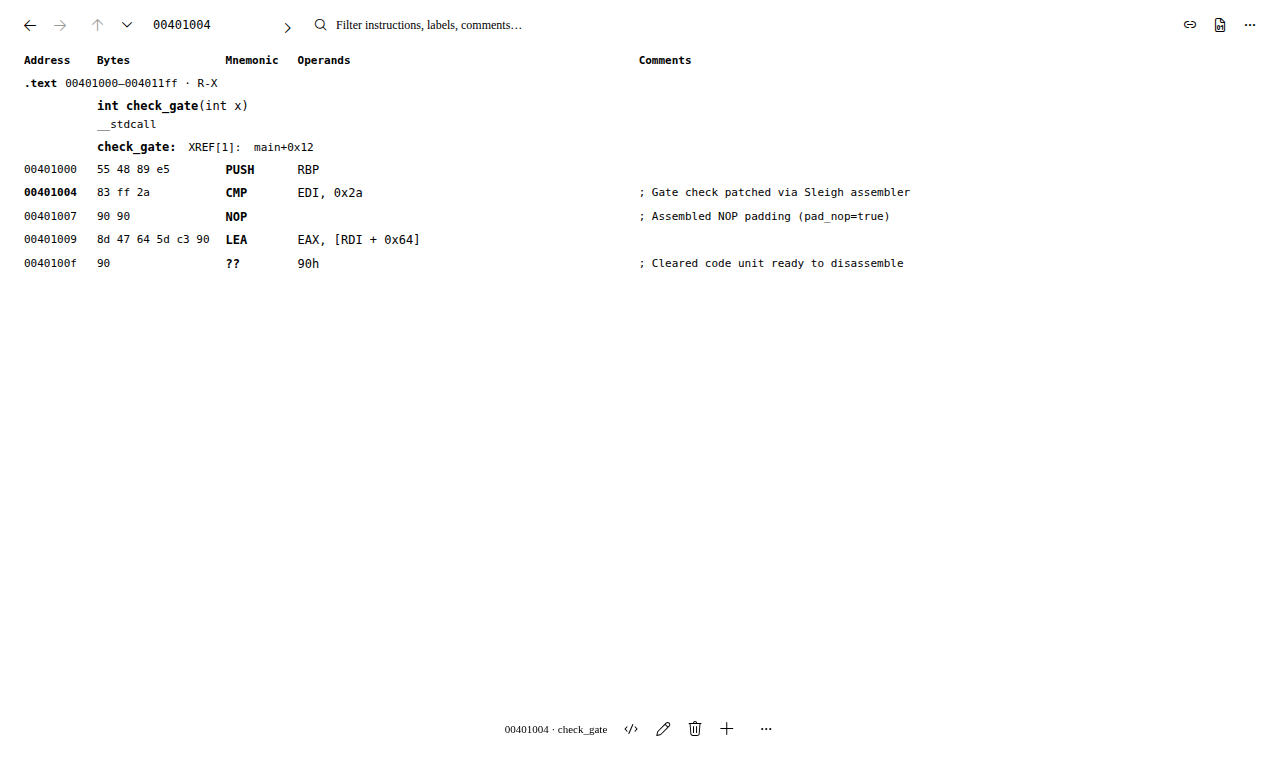 00401004 Filter instructions, labels, comments…
Address Bytes Mnemonic Operands Comments
.text 00401000–004011ff · R-X
int check_gate(int x)
__stdcall
check_gate: XREF[1]: main+0x12
00401000 55 48 89 e5 PUSH RBP
00401004 83 ff 2a CMP EDI, 0x2a ; Gate check patched via Sleigh assembler
00401007 90 90 NOP ; Assembled NOP padding (pad_nop=true)
00401009 8d 47 64 5d c3 90 LEA EAX, [RDI + 0x64]
0040100f 90 ?? 90h ; Cleared code unit ready to disassemble
00401004 · check_gate